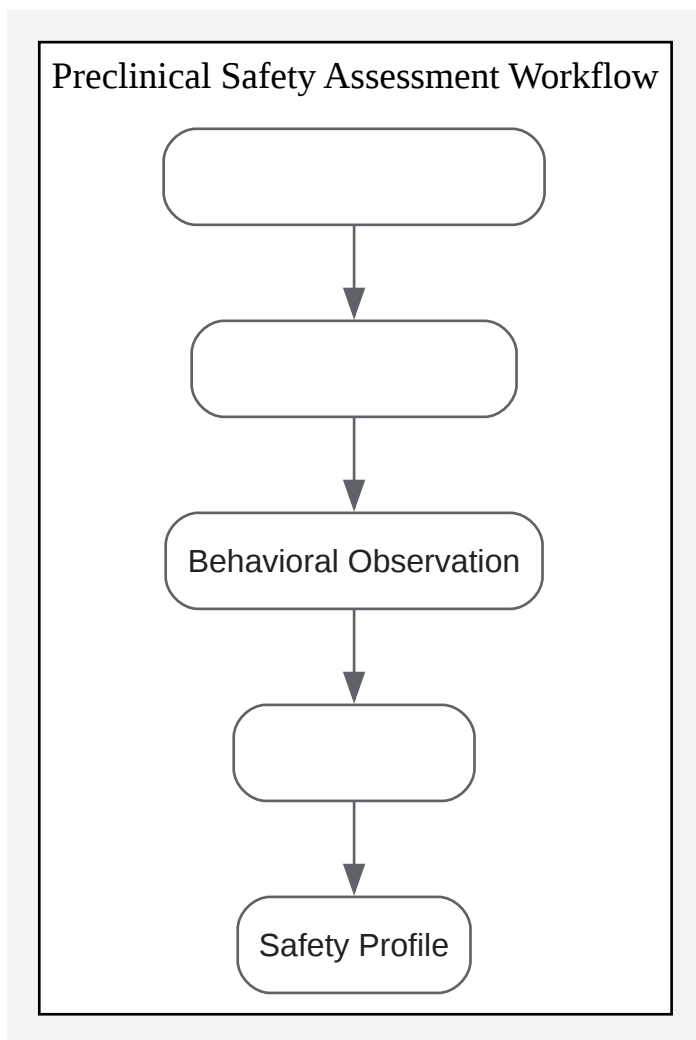 Preclinical Safety Assessment Workflow
Behavioral Observation
Safety Profile